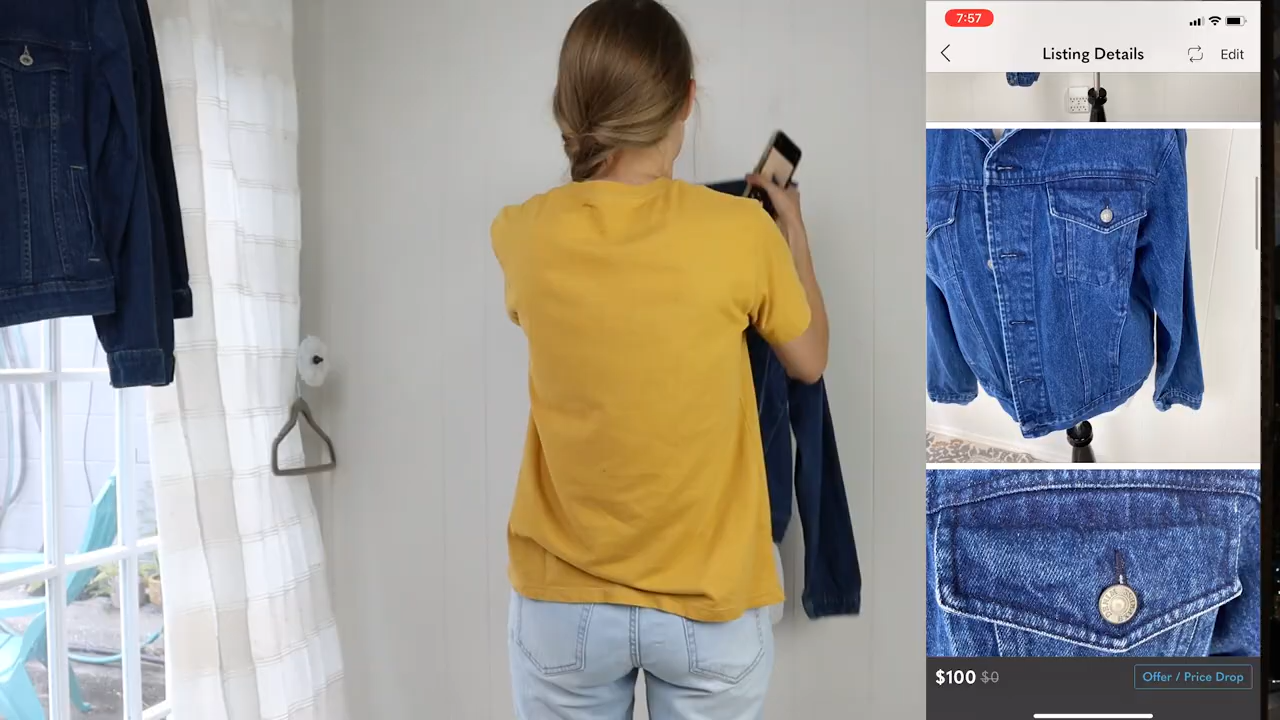 7:57
Listing Details
Edit
$100 $0
Offer / Price Drop